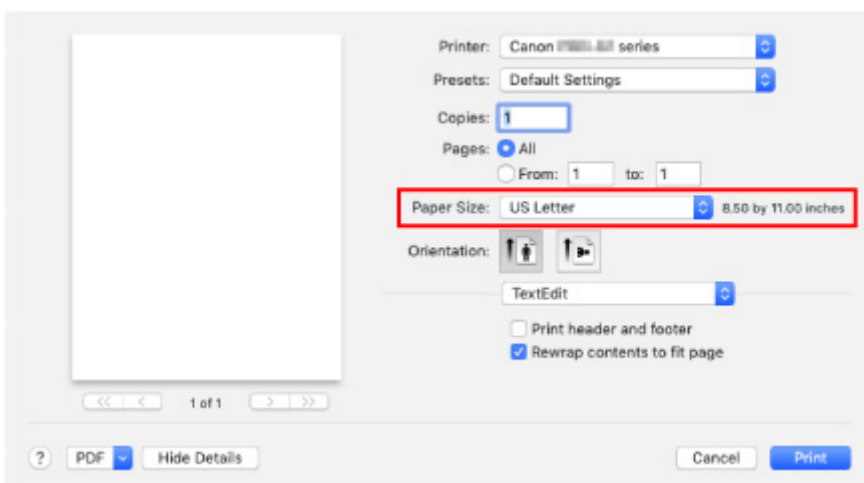 Printer: Canon series
Presets: Default Settings
Copies: 1
Pages: All
From: 1 to: 1
Paper Size: US Letter 8.50 by 11.00 inches
Orientation:
TextEdit
Print header and footer
Rewrap contents to fit page
1 of 1
? PDF Hide Details Cancel Print